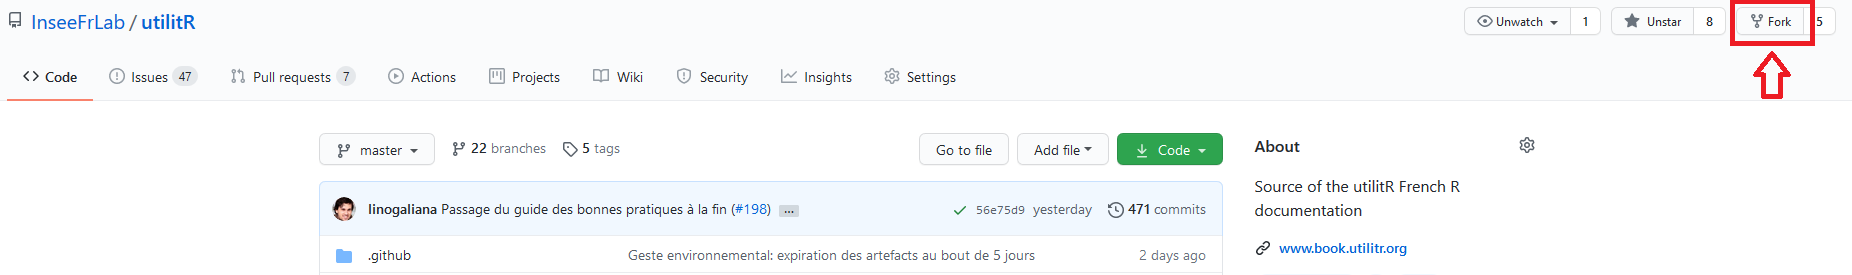 InseeFrLab / utilitR
Unwatch 1 Unstar 8 Fork 5
Code Issues 47 Pull requests 7 Actions Projects Wiki Security Insights Settings
master 22 branches 5 tags Go to file Add file Code
About
Source of the utilitR French R
documentation
www.book.utilitr.org
linogaliana Passage du guide des bonnes pratiques à la fin (#198) ... 56e75d9 yesterday 471 commits
.github Geste environnemental: expiration des artefacts au bout de 5 jours 2 days ago